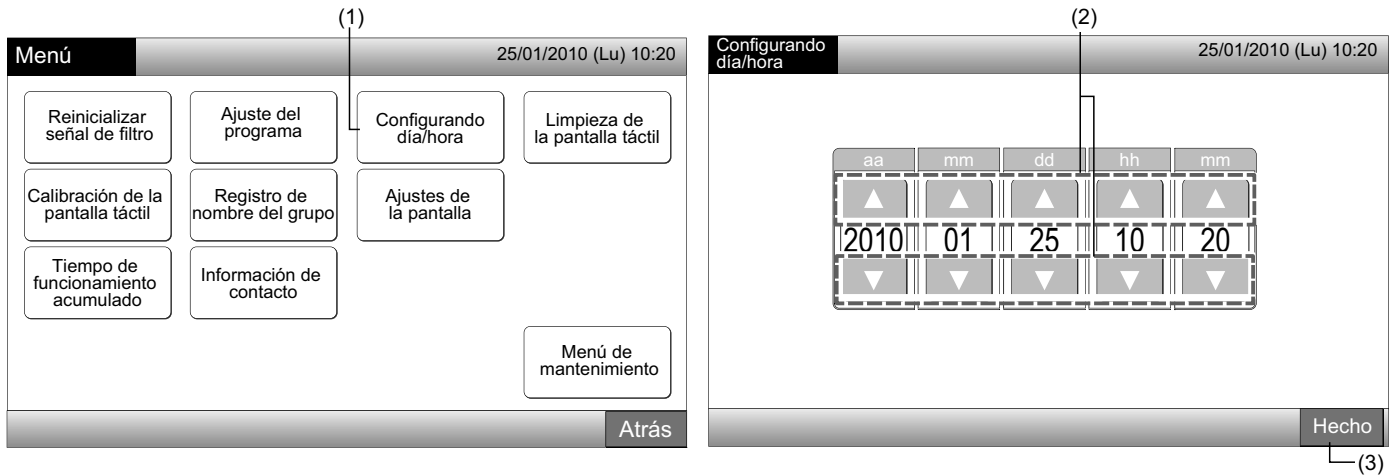 (1)
Menú
25/01/2010 (Lu) 10:20
Reinicializar
señal de filtro
Ajuste del
programa
Configurando
día/hora
Limpieza de
la pantalla táctil
Calibración de la
pantalla táctil
Registro de
nombre del grupo
Ajustes de
la pantalla
Tiempo de
funcionamiento
acumulado
Información de
contacto
Menú de
mantenimiento
Atrás
(2)
Configurando
día/hora
25/01/2010 (Lu) 10:20
aa mm dd hh mm
2010 01 25 10 20
Hecho
(3)